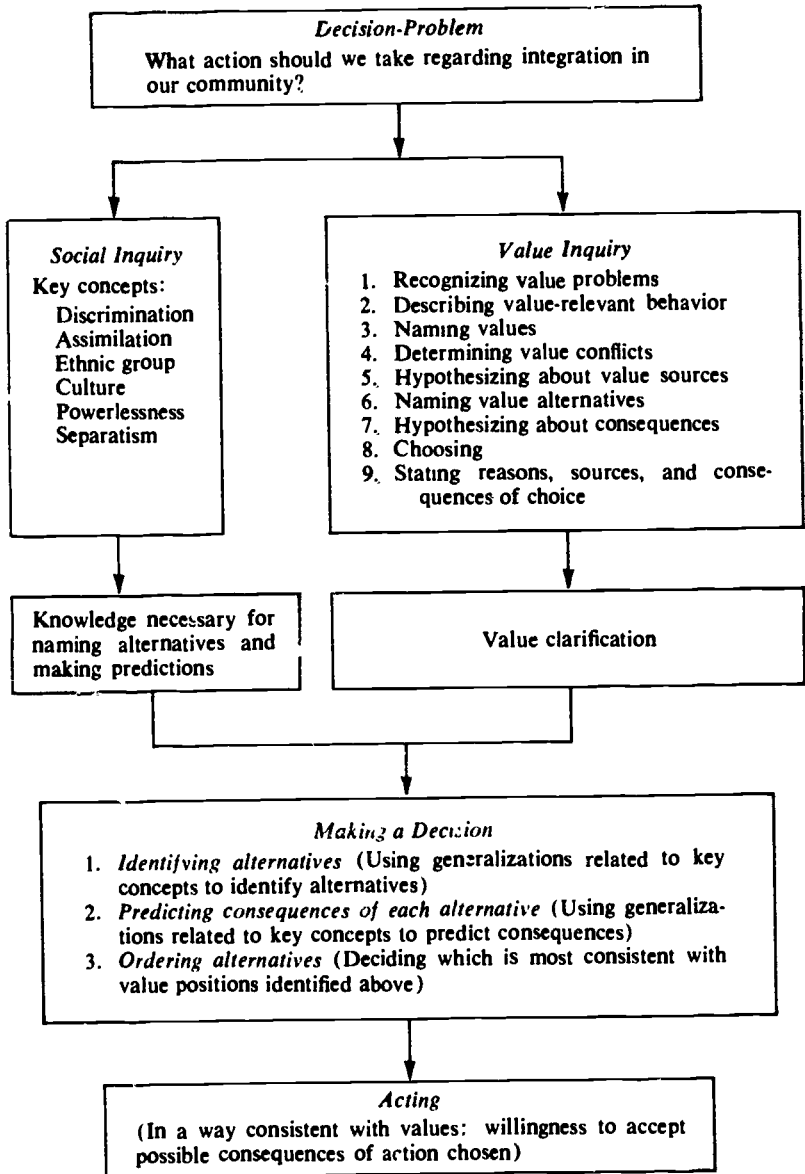 Decision-Problem
What action should we take regarding integration in
our community?
Social Inquiry
Key concepts:
Discrimination
Assimilation
Ethnic group
Culture
Powerlessness
Separatism
Value Inquiry
1. Recognizing value problems
2. Describing value-relevant behavior
3. Naming values
4. Determining value conflicts
5. Hypothesizing about value sources
6. Naming value alternatives
7. Hypothesizing about consequences
8. Choosing
9. Stating reasons, sources, and conse-
quences of choice
Knowledge necessary for
naming alternatives and
making predictions
Value clarification
Making a Decision
1. Identifying alternatives (Using generalizations related to key
concepts to identify alternatives)
2. Predicting consequences of each alternative (Using generaliza-
tions related to key concepts to predict consequences)
3. Ordering alternatives (Deciding which is most consistent with
value positions identified above)
Acting
(In a way consistent with values: willingness to accept
possible consequences of action chosen)